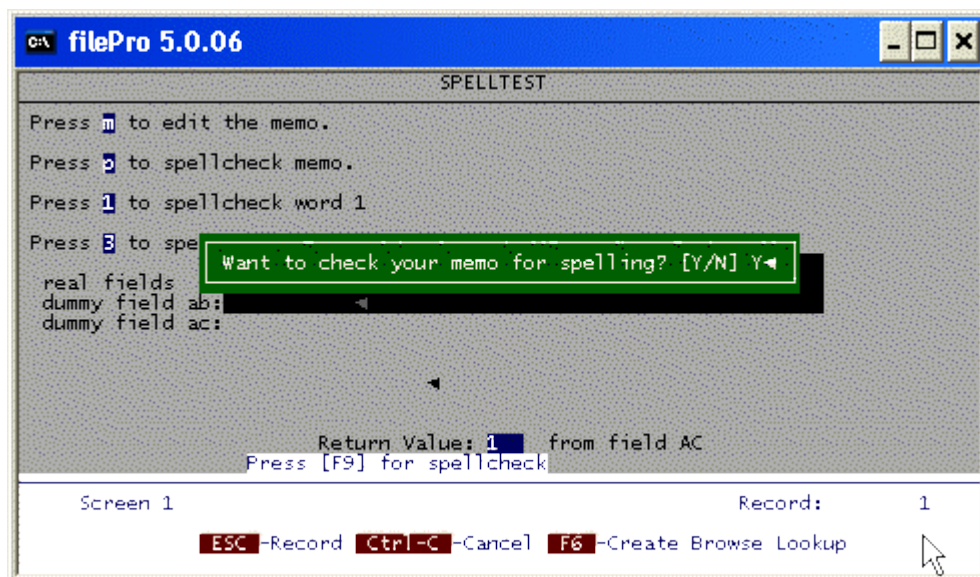 filePro 5.0.06
SPELLTEST
Press m to edit the memo.
Press to spellcheck memo.
Press 1 to spellcheck word 1
Press 3 to spe
Want to check your memo for spelling? [Y/N] Y
real fields
dummy field ab:
dummy field ac:
Return Value: 1 from field AC
Press [F9] for spellcheck
Screen 1 Record: 1
ESC -Record Ctrl-C -Cancel F6 -Create Browse Lookup